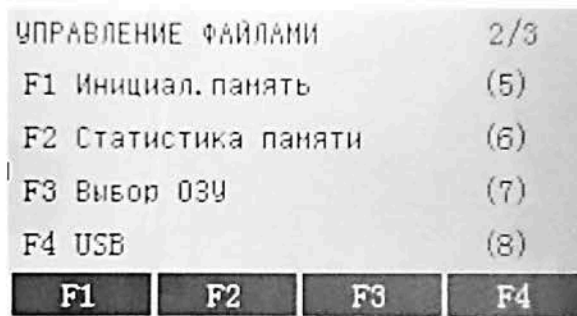 УПРАВЛЕНИЕ ФАЙЛАМИ 2/3
F1 Инициал.память (5)
F2 Статистика памяти (6)
F3 Выбор ОЗУ (7)
F4 USB (8)
F1 F2 F3 F4